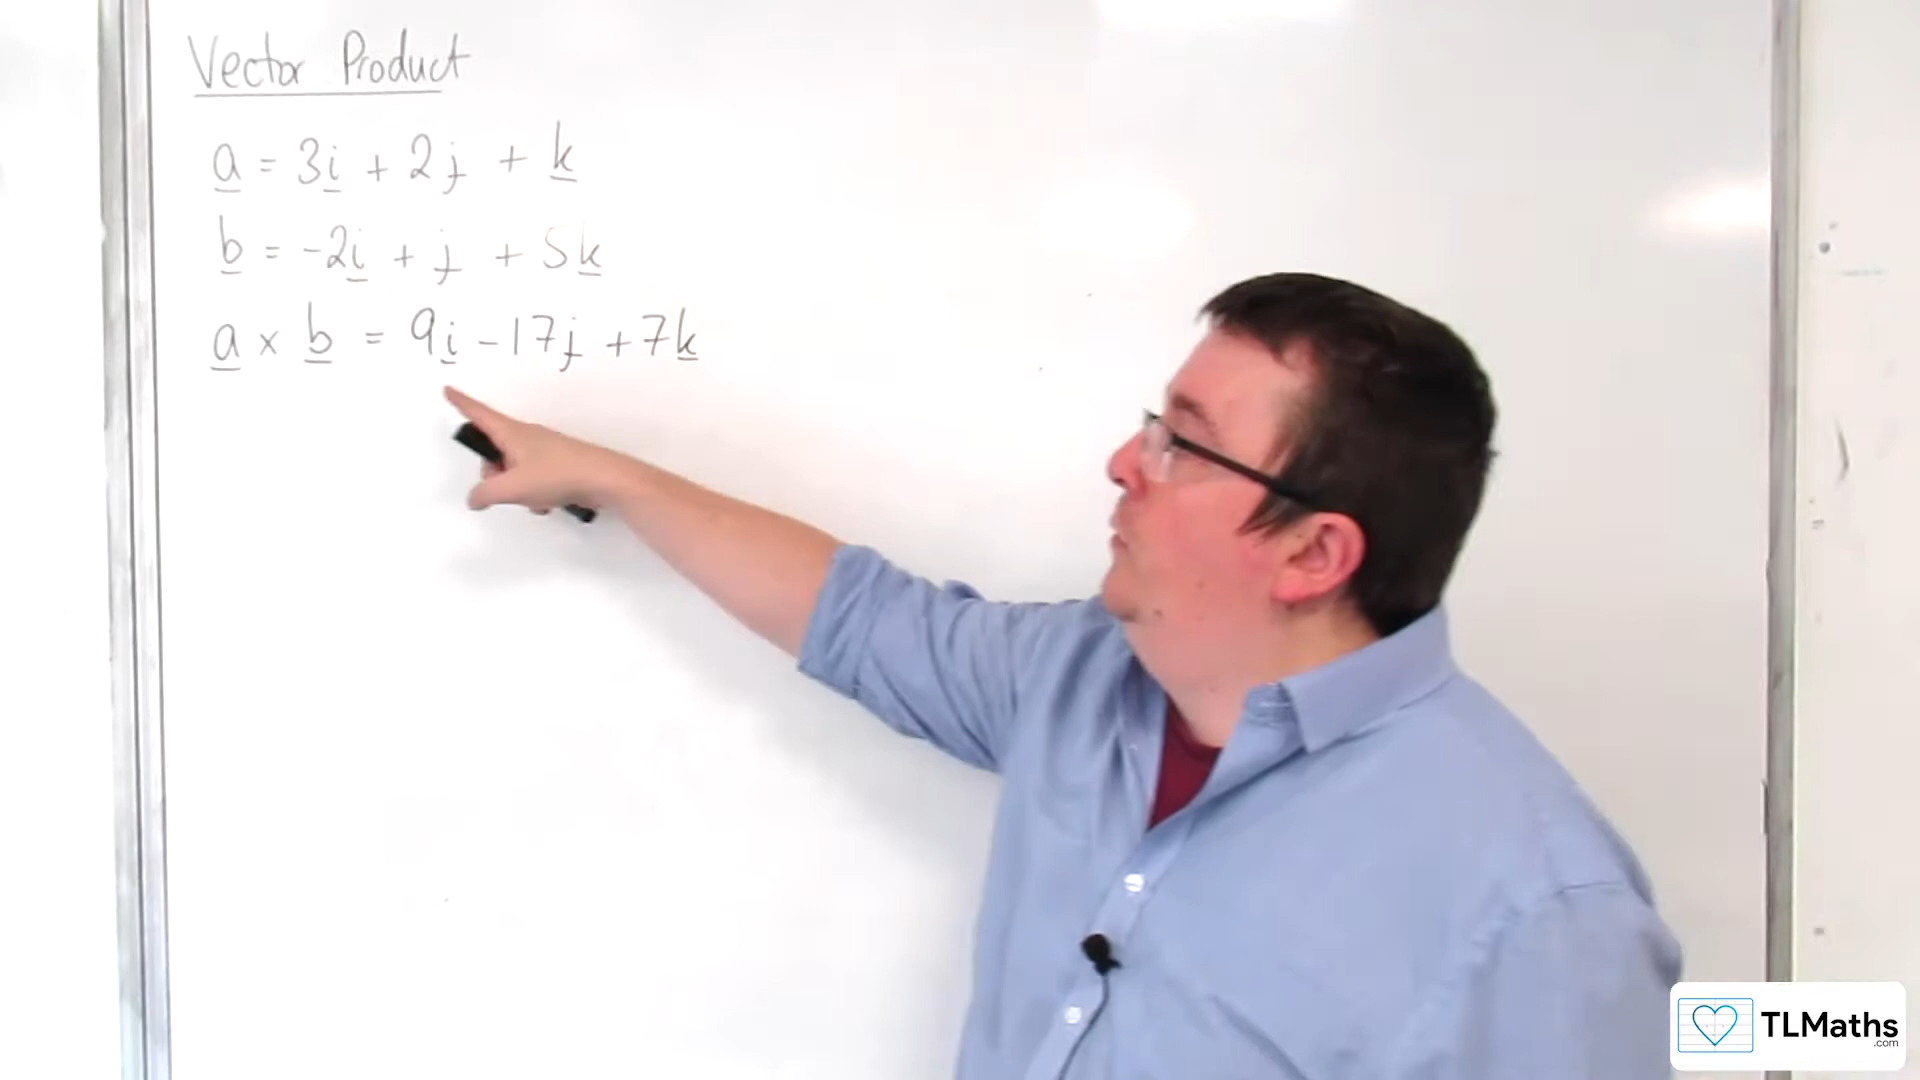 Vector Product
a = 3i + 2j + k
b = -2i + j + 5k
a × b = 9i -17j +7k
TLMaths
.com